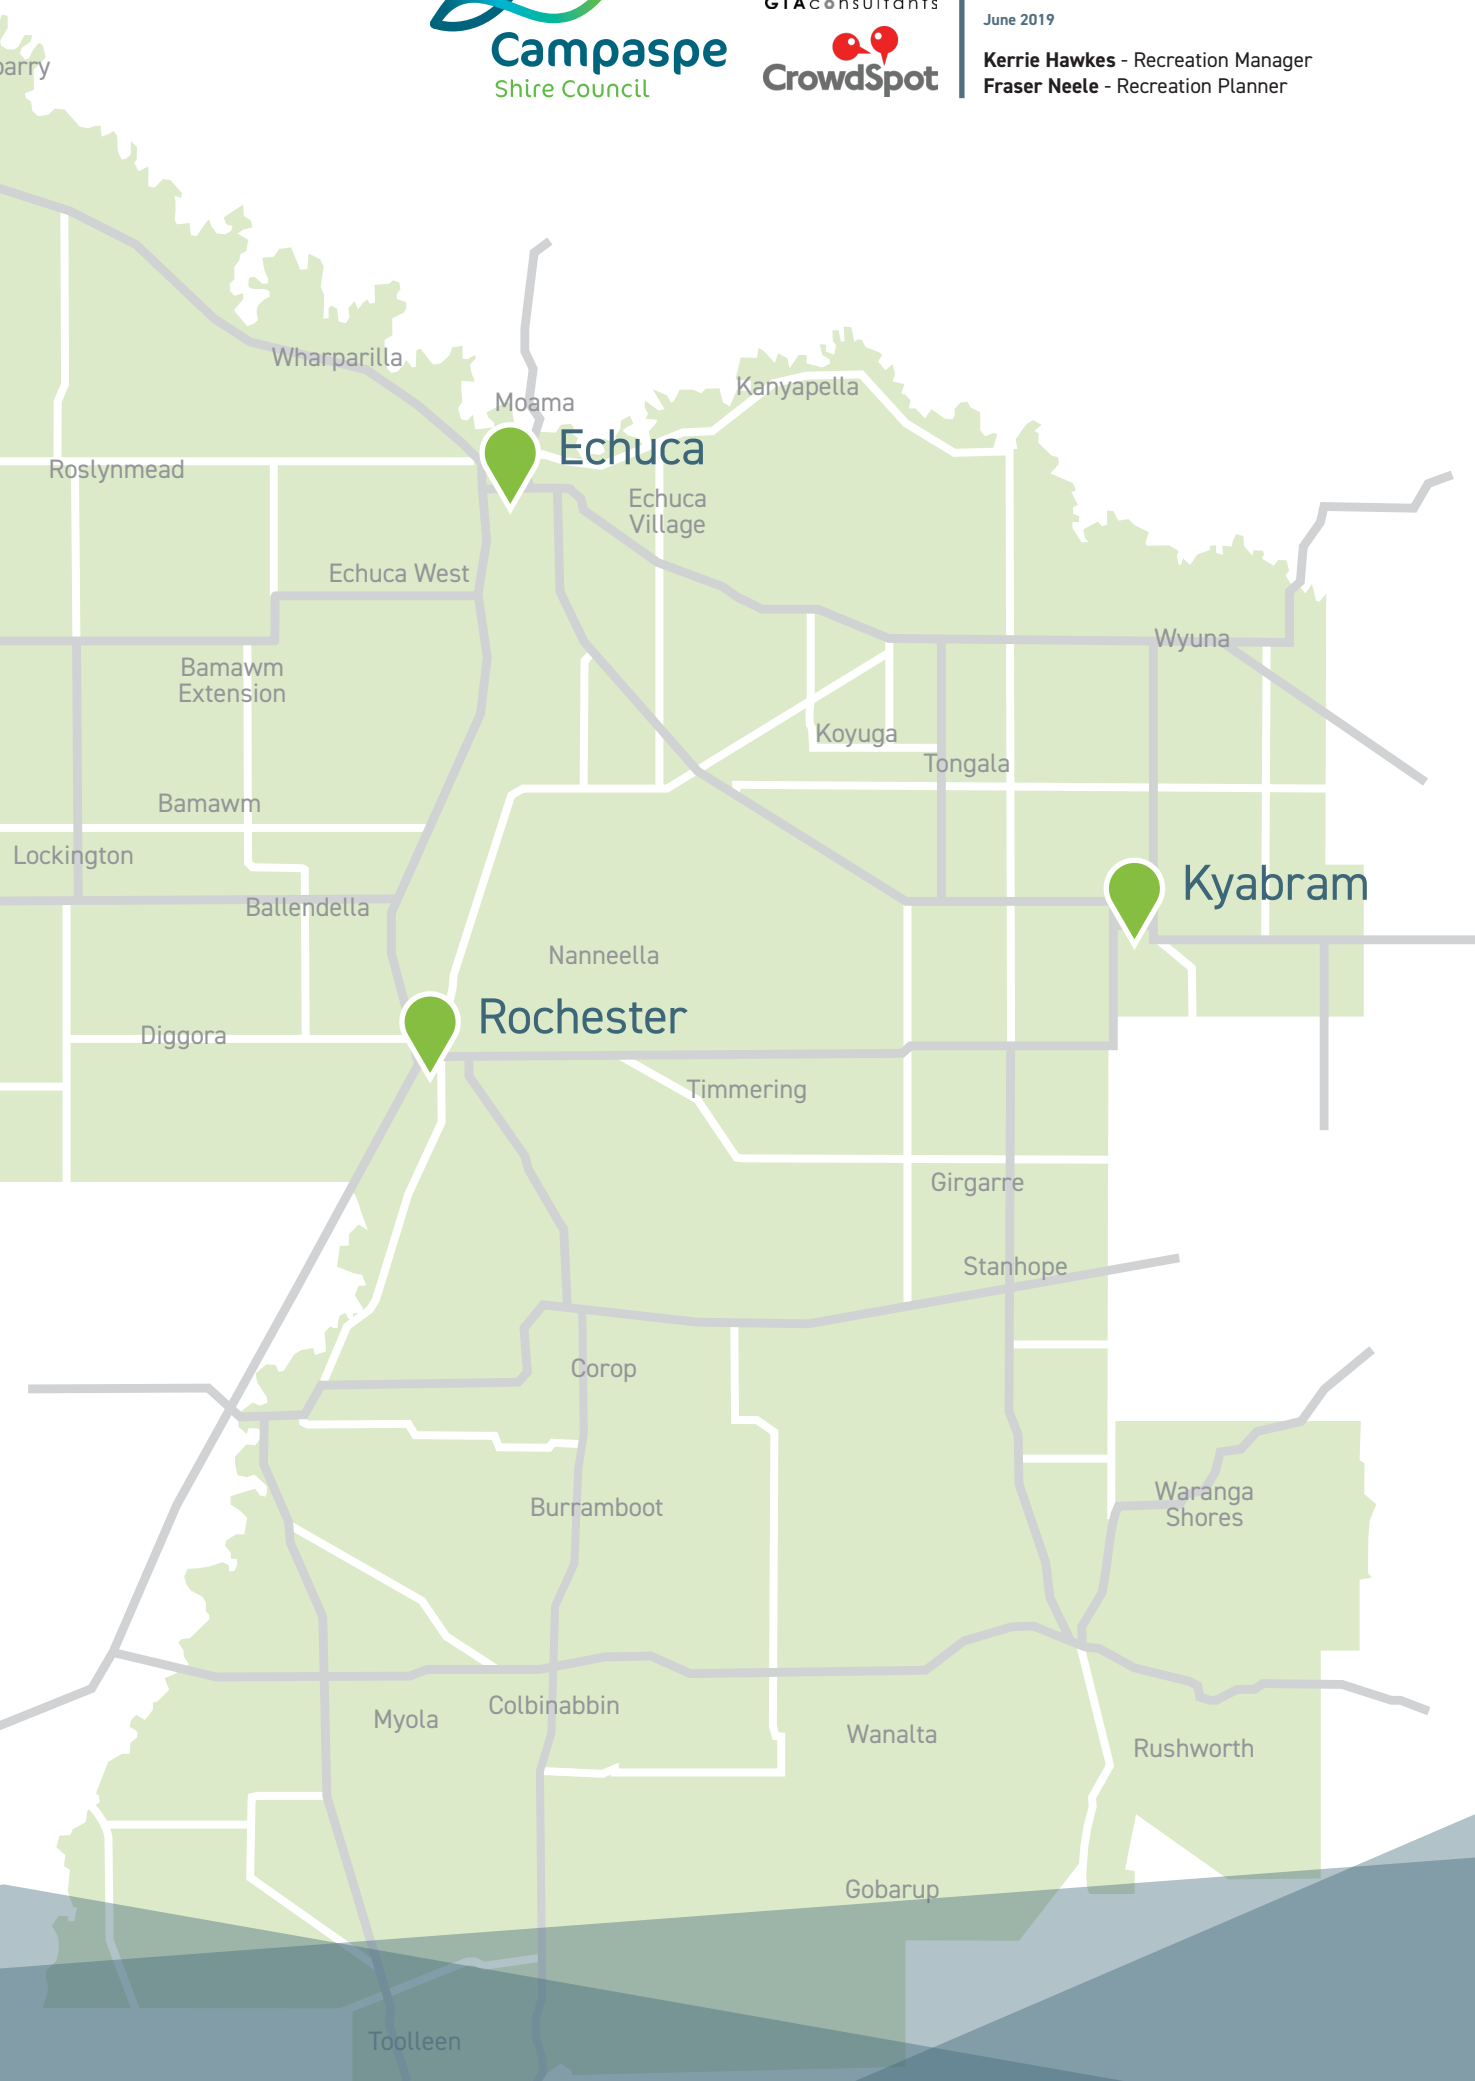 GTAconsultants
June 2019
Campaspe
Shire Council
CrowdSpot
Kerrie Hawkes - Recreation Manager
Fraser Neele - Recreation Planner
Wharparilla
Moama
Kanyapella
Echuca
Roslynmead
Echuca
Village
Echuca West
Wyuna
Bamawm
Extension
Koyuga
Tongala
Bamawm
Lockington
Kyabram
Ballendella
Nanneella
Rochester
Diggora
Timmering
Girgarre
Stanhope
Corop
Waranga
Shores
Burramboot
Colbinabbin
Myola
Wanalta
Rushworth
Gobarup
Toolleen